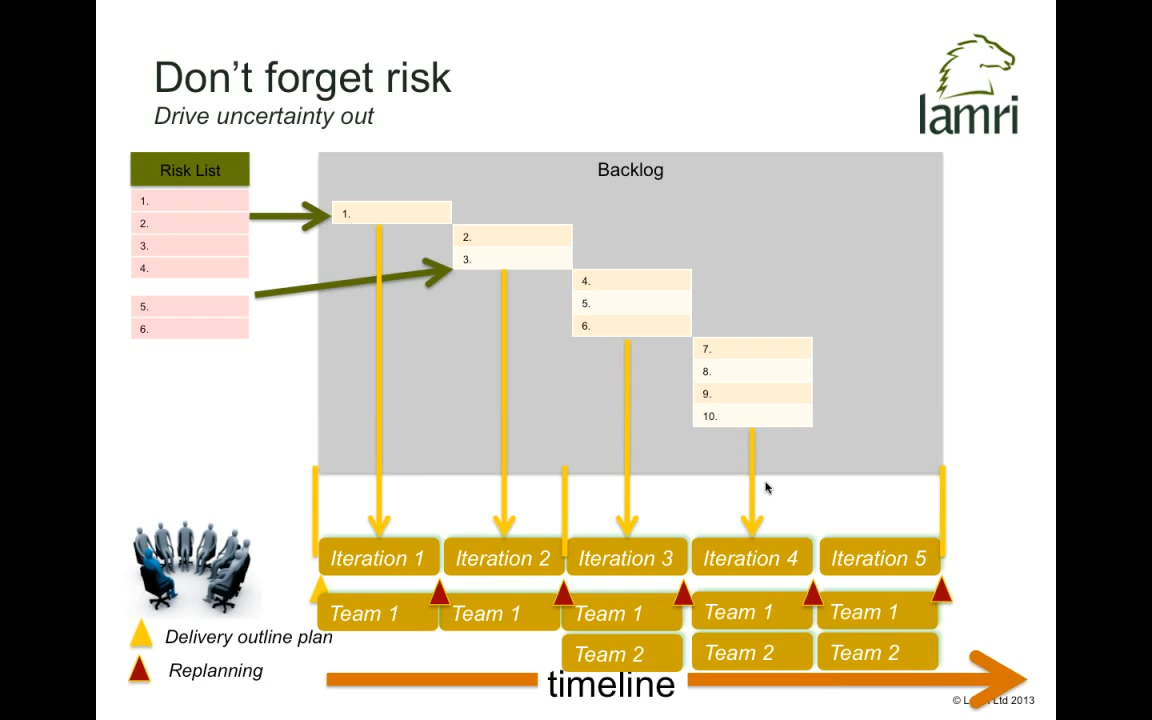 Don't forget risk
Drive uncertainty out
lamri
Risk List
1.
2.
3.
4.
5.
6.
Backlog
1.
2.
3.
4.
5.
6.
7.
8.
9.
10.
Iteration 1
Iteration 2
Iteration 3
Iteration 4
Iteration 5
Team 1
Team 1
Team 1
Team 1
Team 1
Team 2
Team 2
Team 2
Delivery outline plan
Replanning
timeline
© Ltd 2013